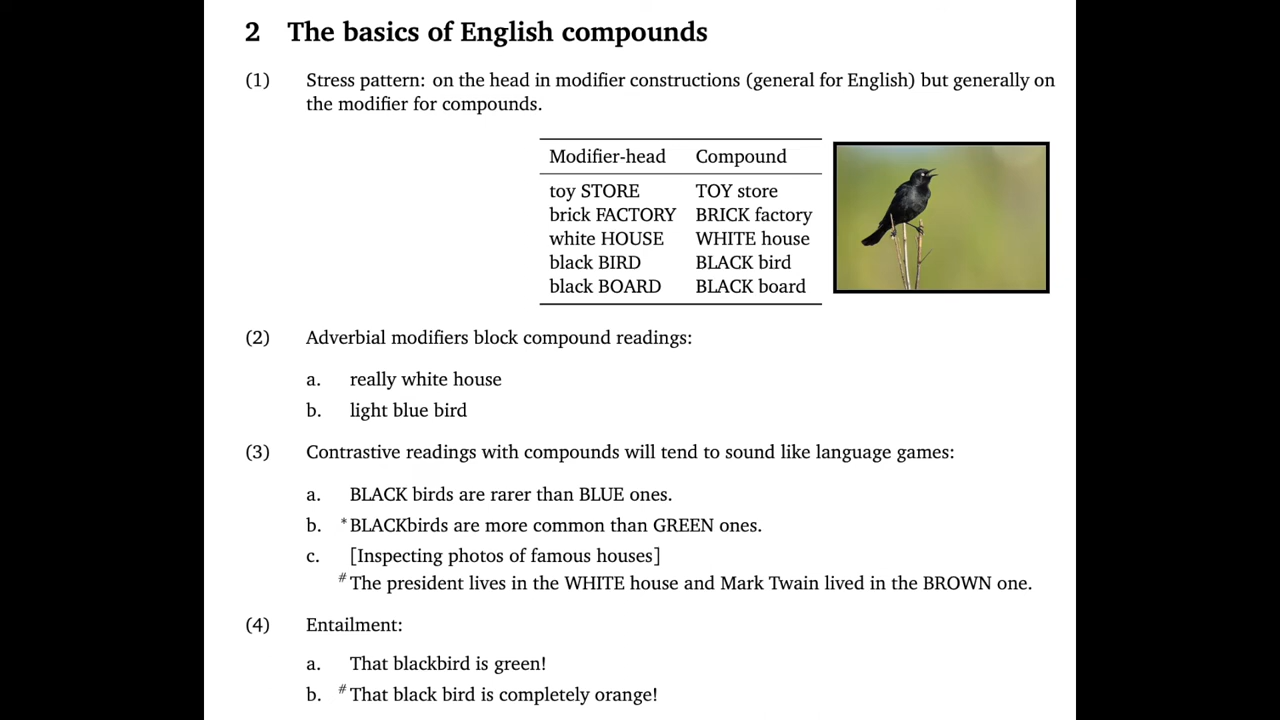 2 The basics of English compounds
(1) Stress pattern: on the head in modifier constructions (general for English) but generally on
the modifier for compounds.
Modifier-head Compound
toy STORE TOY store
brick FACTORY BRICK factory
white HOUSE WHITE house
black BIRD BLACK bird
black BOARD BLACK board
(2) Adverbial modifiers block compound readings:
a. really white house
b. light blue bird
(3) Contrastive readings with compounds will tend to sound like language games:
a. BLACK birds are rarer than BLUE ones.
b. *BLACKbirds are more common than GREEN ones.
c. [Inspecting photos of famous houses]
#The president lives in the WHITE house and Mark Twain lived in the BROWN one.
(4) Entailment:
a. That blackbird is green!
b. #That black bird is completely orange!